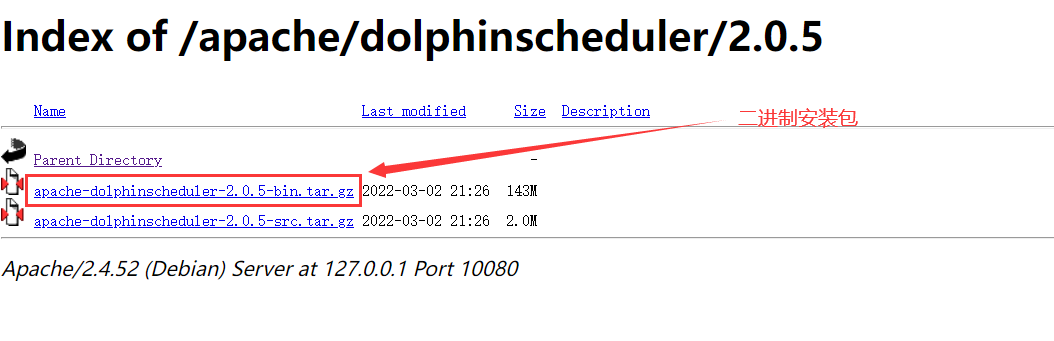 Index of /apache/dolphinscheduler/2.0.5
Name Last modified Size Description
二进制安装包
Parent Directory -
apache-dolphinscheduler-2.0.5-bin.tar.gz 2022-03-02 21:26 143M
apache-dolphinscheduler-2.0.5-src.tar.gz 2022-03-02 21:26 2.0M
Apache/2.4.52 (Debian) Server at 127.0.0.1 Port 10080